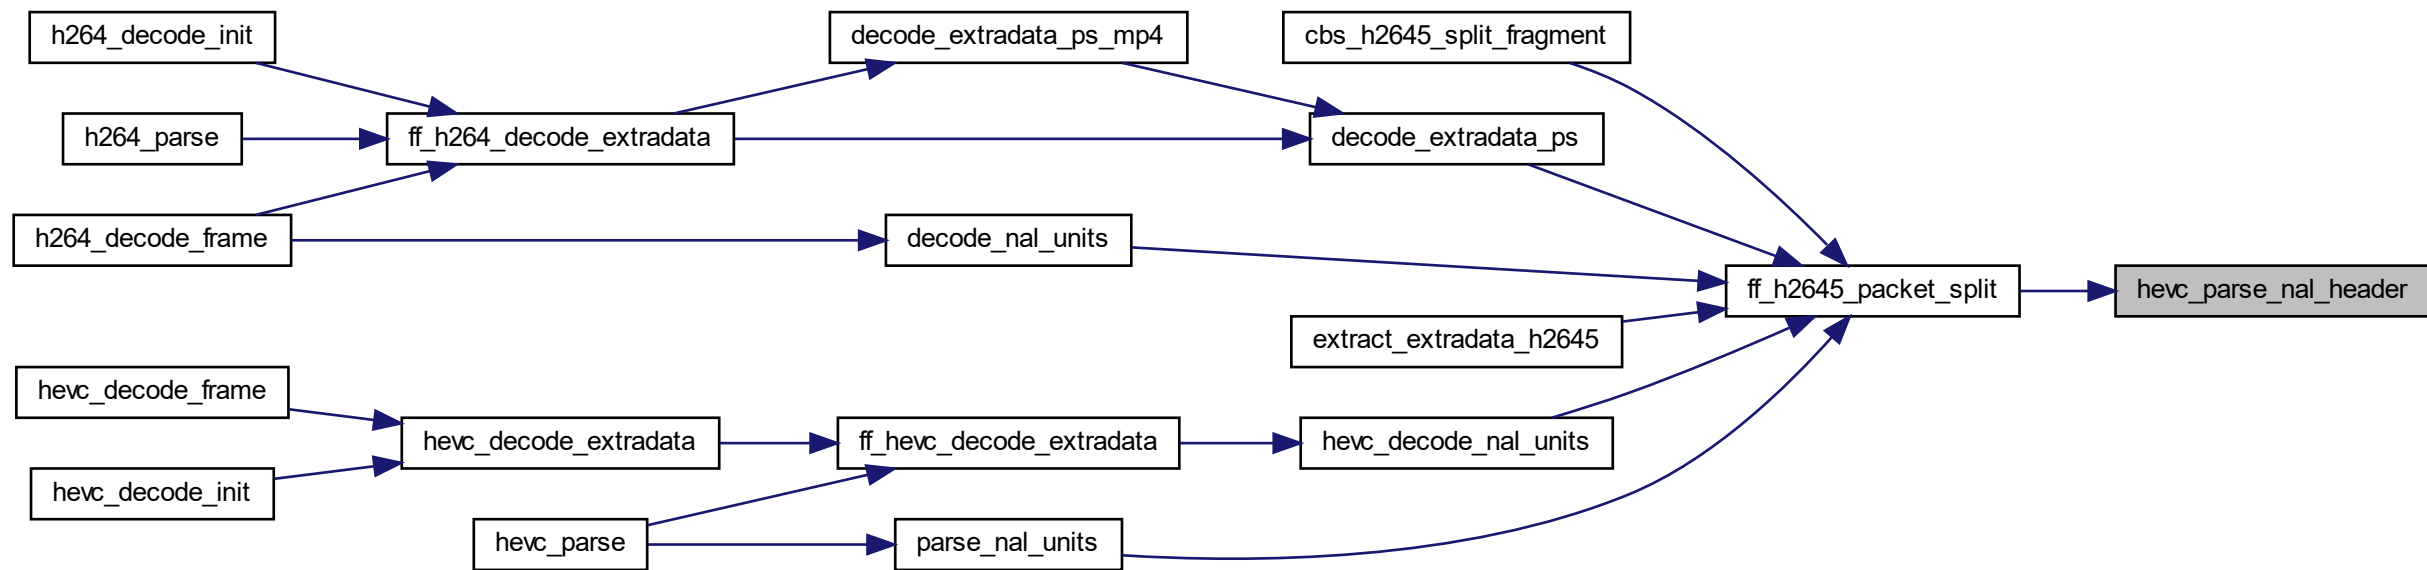 h264_decode_init
decode_extradata_ps_mp4
cbs_h2645_split_fragment
h264_parse
ff_h264_decode_extradata
decode_extradata_ps
h264_decode_frame
decode_nal_units
ff_h2645_packet_split
hevc_parse_nal_header
extract_extradata_h2645
hevc_decode_frame
hevc_decode_extradata
ff_hevc_decode_extradata
hevc_decode_nal_units
hevc_decode_init
hevc_parse
parse_nal_units